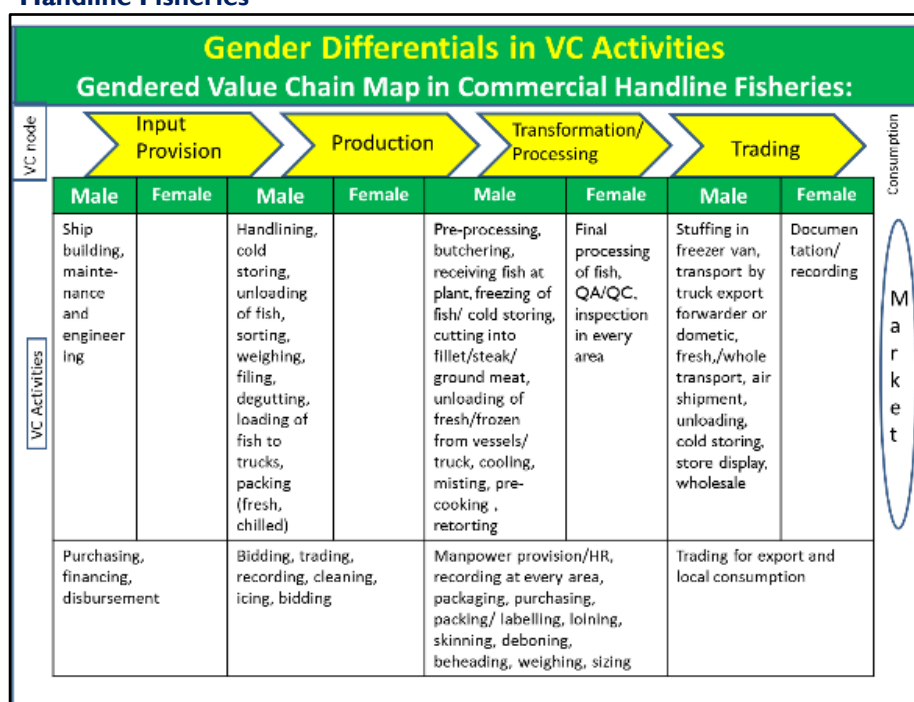 Handline Fisheries
Gender Differentials in VC Activities
Gendered Value Chain Map in Commercial Handline Fisheries:
VC node
Input
Provision
Production
Transformation/
Processing
Trading
Consumption
Male
Female
Male
Female
Male
Female
Male
Female
VC Activities
Ship
building,
mainte-
nance
and
engineer
ing
Handlining,
cold
storing,
unloading
of fish,
sorting,
weighing,
filing,
degutting,
loading of
fish to
trucks,
packing
(fresh,
chilled)
Pre-processing,
butchering,
receiving fish at
plant, freezing of
fish/ cold storing,
cutting into
fillet/steak/
ground meat,
unloading of
fresh/frozen
from vessels/
truck, cooling,
misting, pre-
cooking ,
retorting
Final
processing
of fish,
QA/QC,
inspection
in every
area
Stuffing in
freezer van,
transport by
truck export
forwarder or
dometic,
fresh,/whole
transport, air
shipment,
unloading,
cold storing,
store display,
wholesale
Documen
tation/
recording
Market
Purchasing,
financing,
disbursement
Bidding, trading,
recording, cleaning,
icing, bidding
Manpower provision/HR,
recording at every area,
packaging, purchasing,
packing/ labelling, loining,
skinning, deboning,
beheading, weighing, sizing
Trading for export and
local consumption